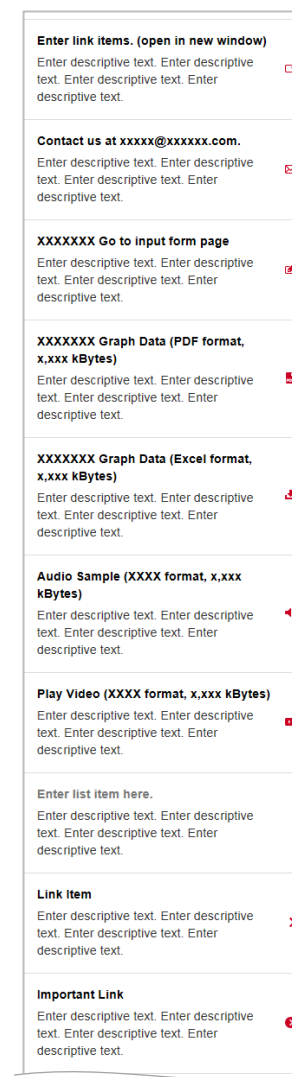 Enter link items. (open in new window)
Enter descriptive text. Enter descriptive
text. Enter descriptive text. Enter
descriptive text.
Contact us at xxxxx@xxxxxx.com.
Enter descriptive text. Enter descriptive
text. Enter descriptive text. Enter
descriptive text.
XXXXXXX Go to input form page
Enter descriptive text. Enter descriptive
text. Enter descriptive text. Enter
descriptive text.
XXXXXXX Graph Data (PDF format,
x,xxx kBytes)
Enter descriptive text. Enter descriptive
text. Enter descriptive text. Enter
descriptive text.
XXXXXXX Graph Data (Excel format,
x,xxx kBytes)
Enter descriptive text. Enter descriptive
text. Enter descriptive text. Enter
descriptive text.
Audio Sample (XXXX format, x,xxx
kBytes)
Enter descriptive text. Enter descriptive
text. Enter descriptive text. Enter
descriptive text.
Play Video (XXXX format, x,xxx kBytes)
Enter descriptive text. Enter descriptive
text. Enter descriptive text. Enter
descriptive text.
Enter list item here.
Enter descriptive text. Enter descriptive
text. Enter descriptive text. Enter
descriptive text.
Link Item
Enter descriptive text. Enter descriptive
text. Enter descriptive text. Enter
descriptive text.
Important Link
Enter descriptive text. Enter descriptive
text. Enter descriptive text. Enter
descriptive text.